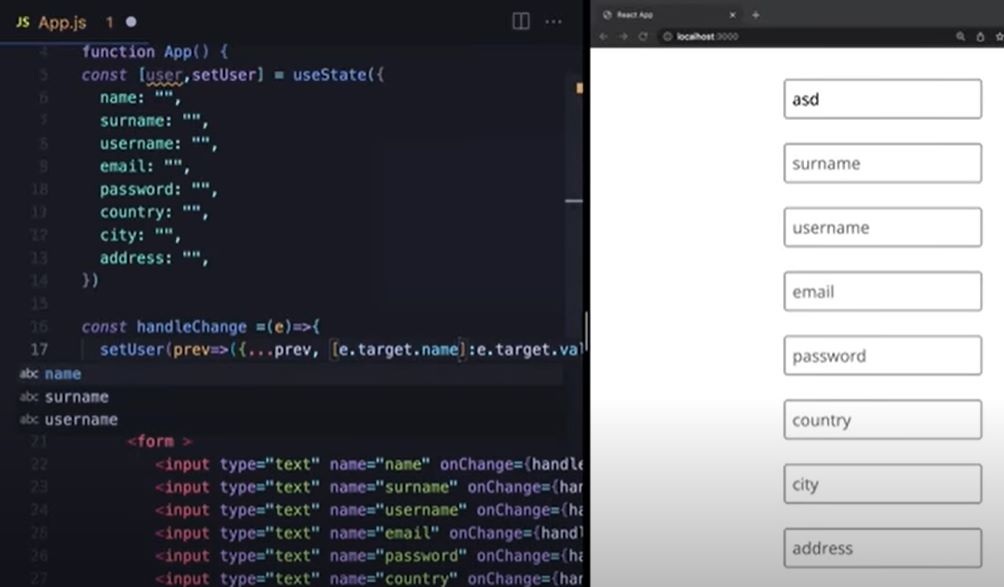 JS App.js 1
4 function App() {
5 const [user,setUser] = useState({
6 name: "",
7 surname: "",
8 username: "",
9 email: "",
10 password: "",
11 country: "",
12 city: "",
13 address: "",
14 })
15
16 const handleChange =(e)=>{
17 setUser(prev=>({...prev, [e.target.name]:e.target.va
abc name
abc surname
abc username
21 <form >
22 <input type="text" name="name" onChange={handle
23 <input type="text" name="surname" onChange={har
24 <input type="text" name="username" onChange={ha
25 <input type="text" name="email" onChange={handl
26 <input type="text" name="password" onChange={ha
27 <input type="text" name="country" onChange={har
React App
localhost:3000
asd
surname
username
email
password
country
city
address